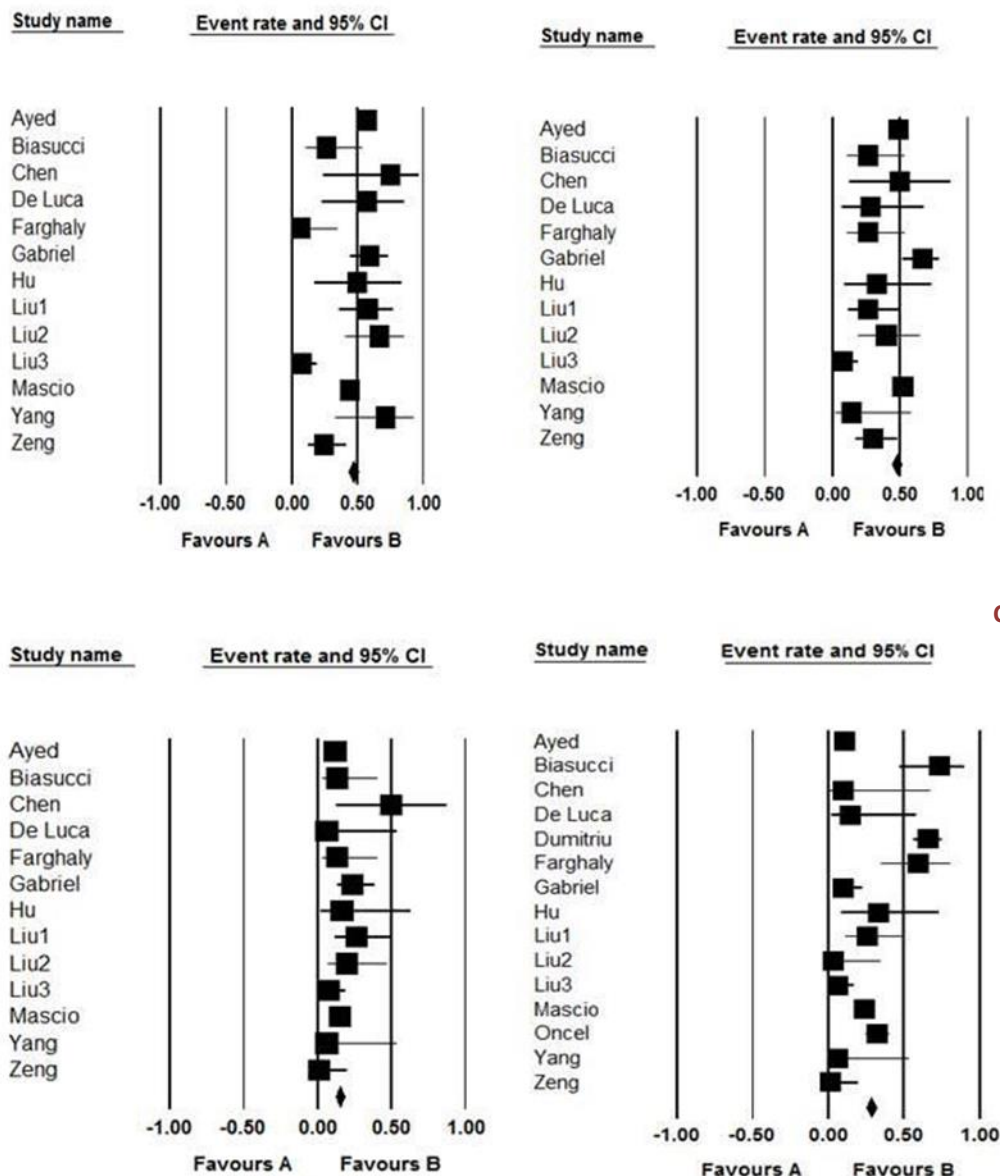 Study name Event rate and 95% CI
Ayed
Biasucci
Chen
De Luca
Farghaly
Gabriel
Hu
Liu1
Liu2
Liu3
Mascio
Yang
Zeng
-1.00 -0.50 0.00 0.50 1.00
Favours A Favours B
Study name Event rate and 95% CI
Ayed
Biasucci
Chen
De Luca
Farghaly
Gabriel
Hu
Liu1
Liu2
Liu3
Mascio
Yang
Zeng
-1.00 -0.50 0.00 0.50 1.00
Favours A Favours B
Study name Event rate and 95% CI
Ayed
Biasucci
Chen
De Luca
Farghaly
Gabriel
Hu
Liu1
Liu2
Liu3
Mascio
Yang
Zeng
-1.00 -0.50 0.00 0.50 1.00
Favours A Favours B
Study name Event rate and 95% CI
Ayed
Biasucci
Chen
De Luca
Dumitriu
Farghaly
Gabriel
Hu
Liu1
Liu2
Liu3
Mascio
Oncel
Yang
Zeng
-1.00 -0.50 0.00 0.50 1.00
Favours A Favours B